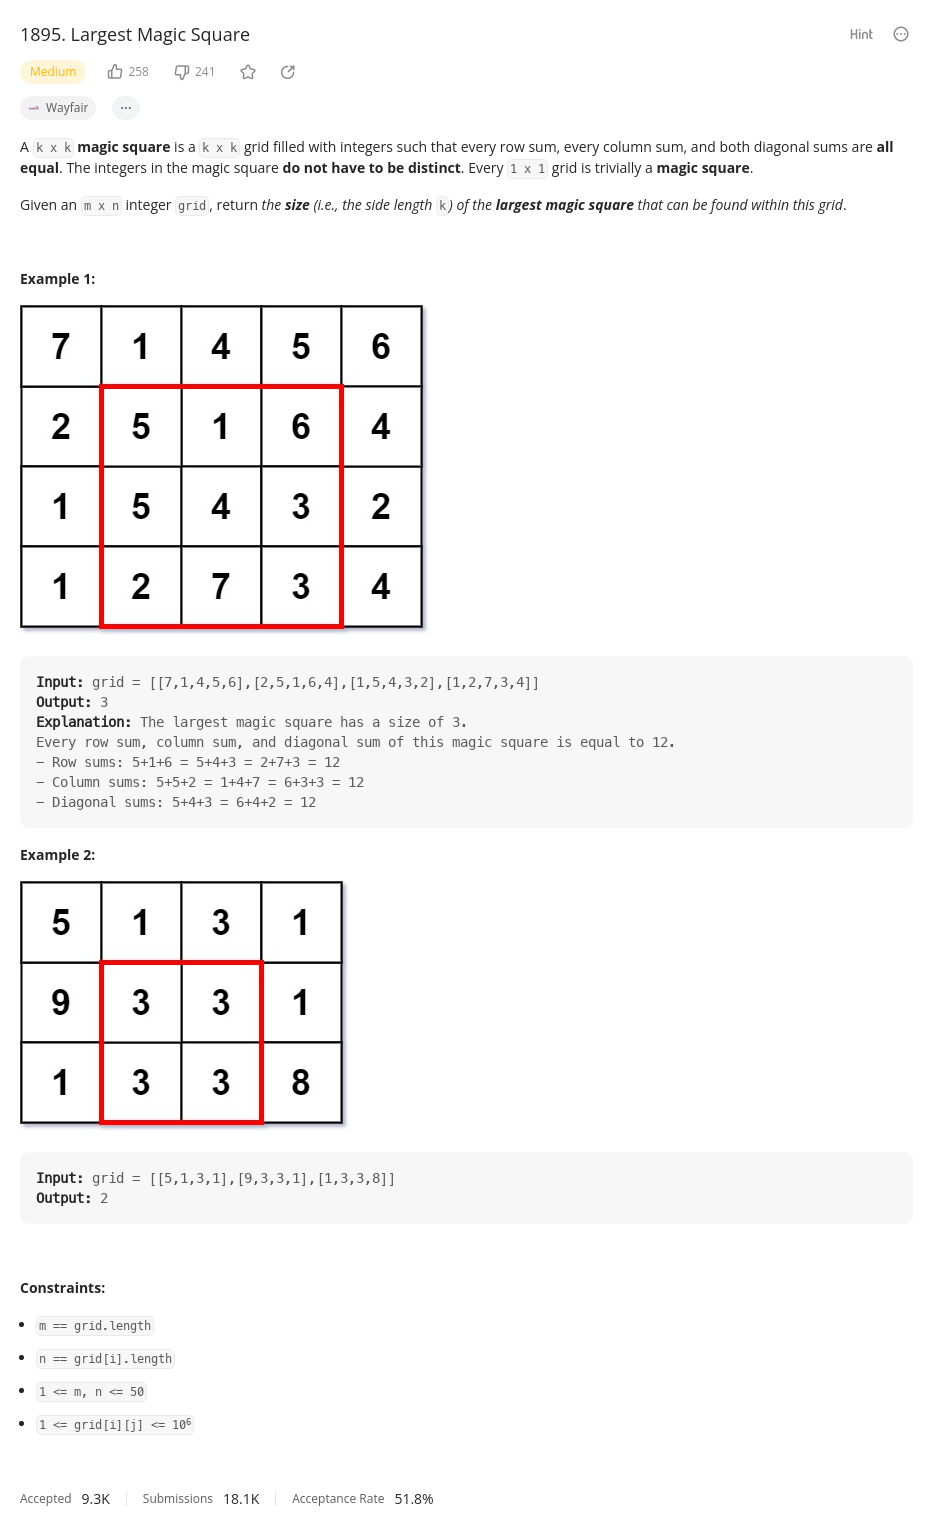 1895. Largest Magic Square
Hint
Medium 258 241
Wayfair ...
A k x k magic square is a k x k grid filled with integers such that every row sum, every column sum, and both diagonal sums are all
equal. The integers in the magic square do not have to be distinct. Every 1 x 1 grid is trivially a magic square.
Given an m x n integer grid, return the size (i.e., the side length k) of the largest magic square that can be found within this grid.
Example 1:
7 1 4 5 6
2 5 1 6 4
1 5 4 3 2
1 2 7 3 4
Input: grid = [[7,1,4,5,6],[2,5,1,6,4],[1,5,4,3,2],[1,2,7,3,4]]
Output: 3
Explanation: The largest magic square has a size of 3.
Every row sum, column sum, and diagonal sum of this magic square is equal to 12.
– Row sums: 5+1+6 = 5+4+3 = 2+7+3 = 12
– Column sums: 5+5+2 = 1+4+7 = 6+3+3 = 12
– Diagonal sums: 5+4+3 = 6+4+2 = 12
Example 2:
5 1 3 1
9 3 3 1
1 3 3 8
Input: grid = [[5,1,3,1],[9,3,3,1],[1,3,3,8]]
Output: 2
Constraints:
• m == grid.length
• n == grid[i].length
• 1 <= m, n <= 50
• 1 <= grid[i][j] <= 10⁶
Accepted 9.3K Submissions 18.1K Acceptance Rate 51.8%